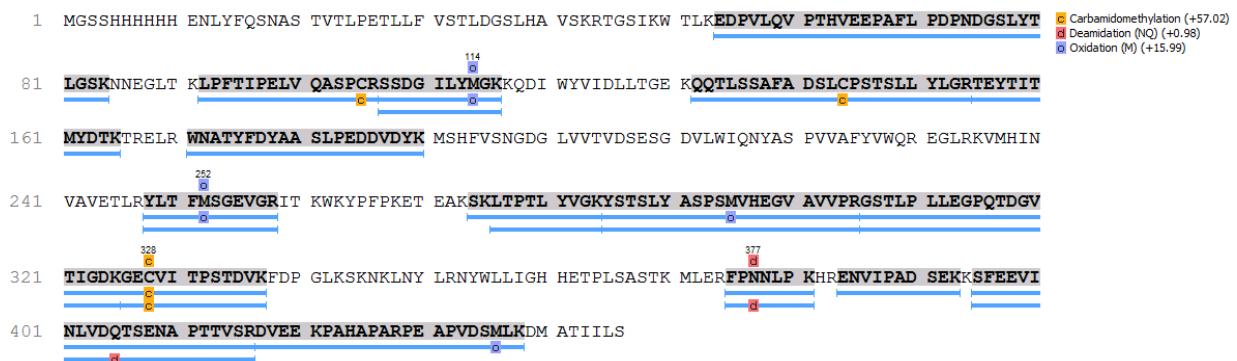 1 MGSSHHHHHH ENLYFQSNAS TVTLPETLLF VSTLDGSLHA VSKRTGSIKW TLKEDPVLQV PTHVEEPAFL PDPNDGSLYT
c Carbamidomethylation (+57.02)
d Deamidation (NQ) (+0.98)
o Oxidation (M) (+15.99)
114
o
81 LGSKNNEGLT KLPFTIPELV QASPCRSSDG ILYMGKKQDI WYVIDLLTGE KQQTLSSAFA DSLCPSTSLL YLGRTEYTIT
c o c
o
161 MYDTKTRELR WNATYFDYAA SLPEDDVDYK MSHFVSNGDG LVVTVDSESG DVLWIQNYAS PVVAFYVWQR EGLRKVMHIN
252
o
241 VAVETLRYLT FMSGEVGRIT KWKYPFPKET EAKSKLTPTL YVGKYSTSLY ASPSMVHEGV AVVPRGSTLP LLEGPQTDGV
o o
328 377
c d
321 TIGDKGECVI TPSTDVKFDP GLKSKNKLNY LRNYWLLIGH HETPLSASTK MLERFPNNLP KHRENVIPAD SEKKSFEEVI
c d
c
401 NLVDQTSENA PTTVSRDVEE KPAHAPARPE APVDSMLKDM ATIILS
o
d